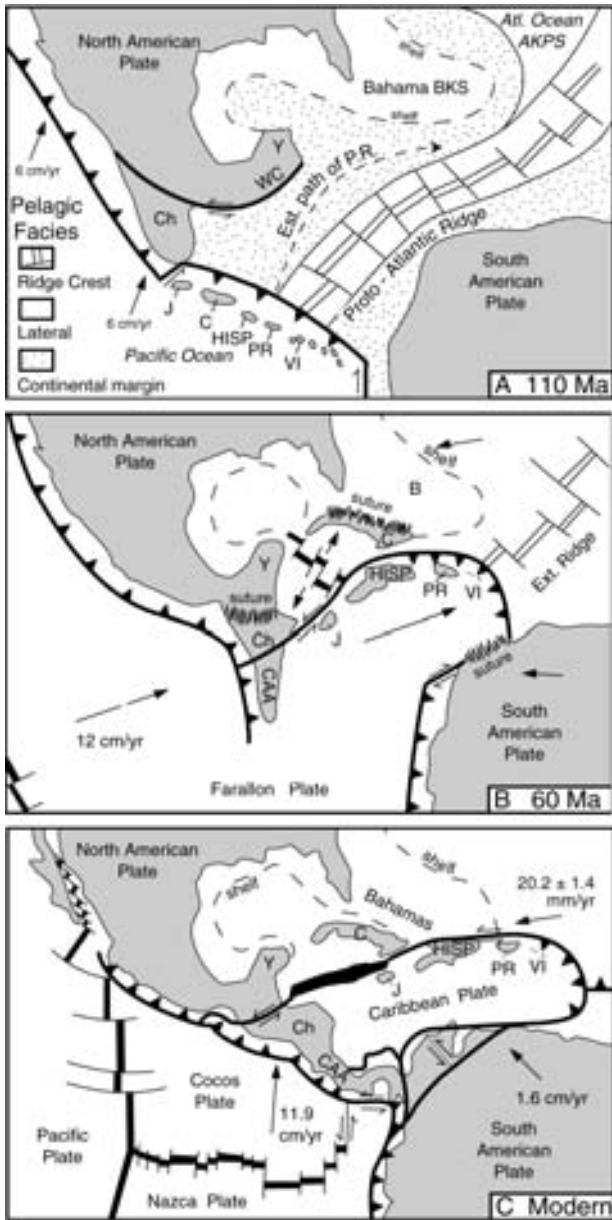 North American
Plate
Atl. Ocean
AKPS
shelf
Bahama BKS
shelf
Y
WC
Est. path of P.R.
6 cm/yr
Ch
Pelagic
Facies
Ridge Crest
Lateral
Continental margin
6 cm/yr
J
C
HISP
PR
VI
Pacific Ocean
Proto - Atlantic Ridge
South
American
Plate
A 110 Ma
North American
Plate
shelf
B
suture
C
Y
suture
Ch
CAA
HISP
PR
VI
J
Ext. Ridge
suture
12 cm/yr
South
American
Plate
Farallon Plate
B 60 Ma
North American
Plate
shelf
shelf
Bahamas
20.2 ± 1.4
mm/yr
C
Y
HISP
PR
VI
J
Caribbean Plate
Ch
CAA
Cocos
Plate
11.9
cm/yr
1.6 cm/yr
Pacific
Plate
South
American
Plate
Nazca Plate
C Modern